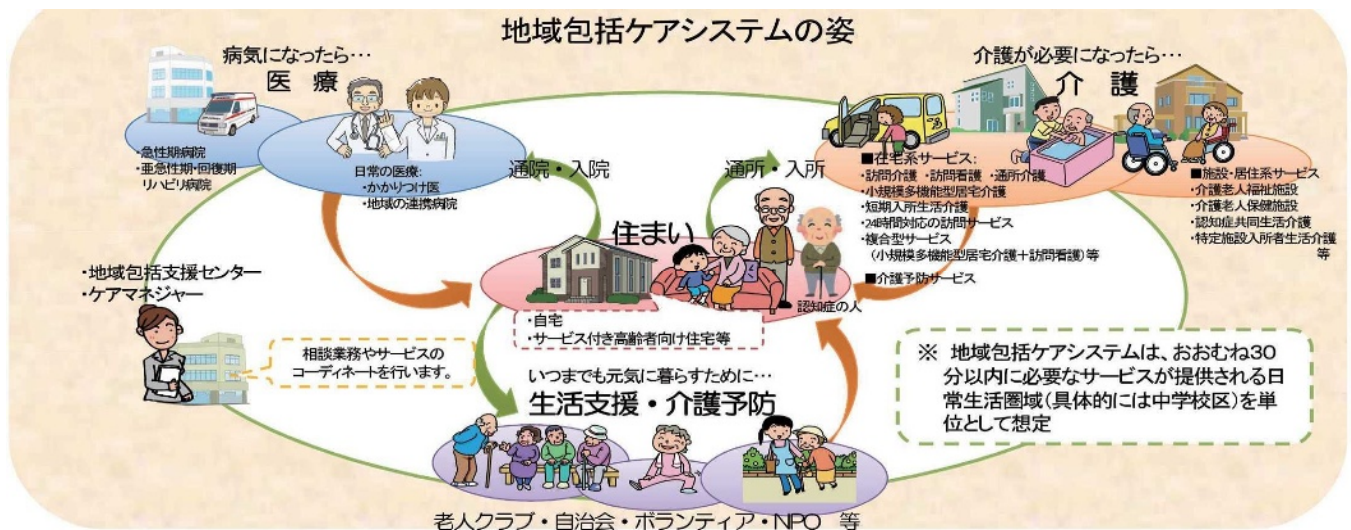 地域包括ケアシステムの姿
病気になったら…
医 療
・急性期病院
・亜急性期・回復期
リハビリ病院
日常の医療:
・かかりつけ医
・地域の連携病院
通院・入院
通所・入所
介護が必要になったら…
介 護
■在宅系サービス:
・訪問介護 ・訪問看護 ・通所介護
・小規模多機能型居宅介護
・短期入所生活介護
・24時間対応の訪問サービス
・複合型サービス
(小規模多機能型居宅介護+訪問看護)等
■介護予防サービス
■施設・居住系サービス
・介護老人福祉施設
・介護老人保健施設
・認知症共同生活介護
・特定施設入所者生活介護
等
住まい
認知症の人
・自宅
・サービス付き高齢者向け住宅等
・地域包括支援センター
・ケアマネジャー
相談業務やサービスの
コーディネートを行います。
いつまでも元気に暮らすために…
生活支援・介護予防
老人クラブ・自治会・ボランティア・NPO 等
※ 地域包括ケアシステムは、おおむね30
分以内に必要なサービスが提供される日
常生活圏域(具体的には中学校区)を単
位として想定